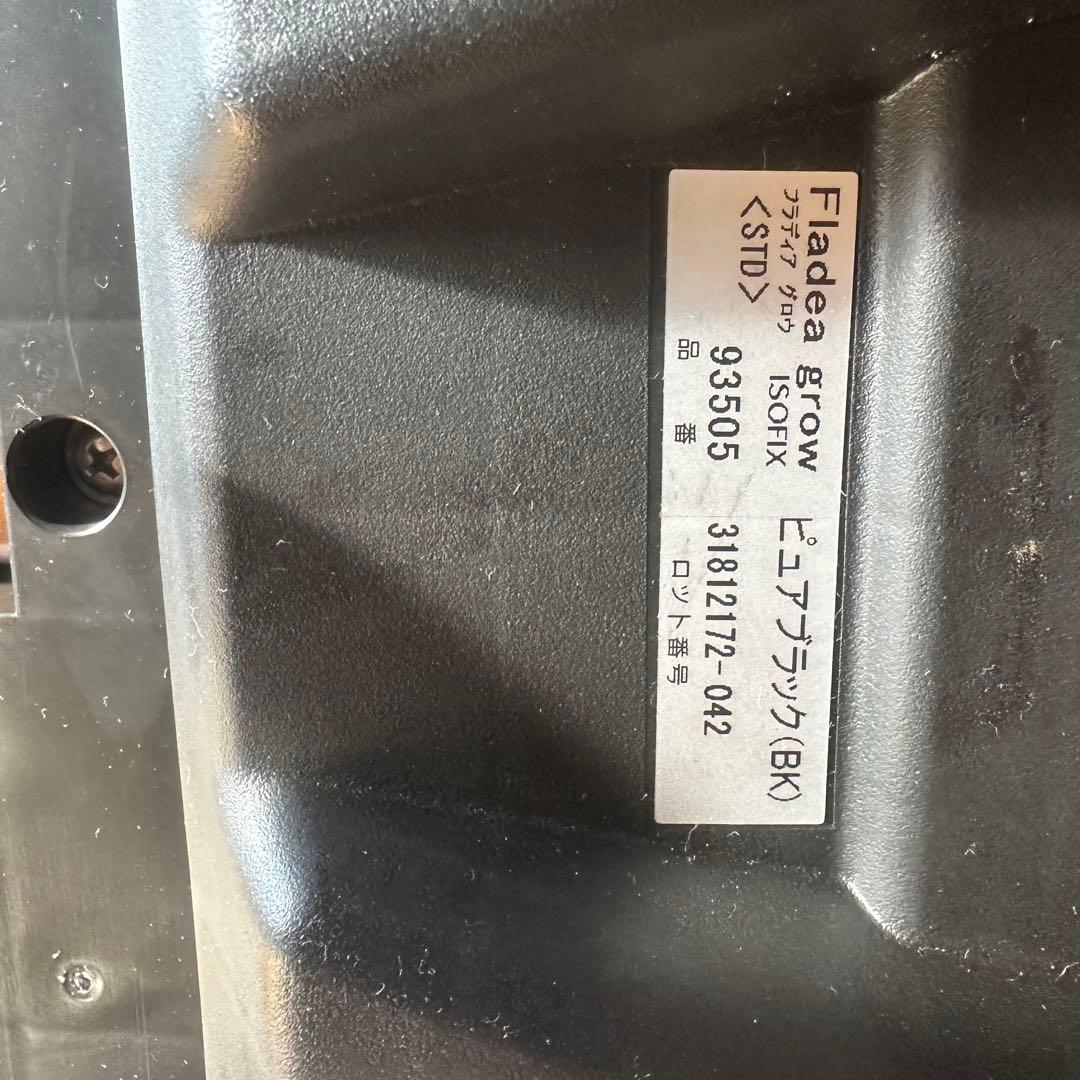 Fladea grow
フラディア グロウ ISOFIX
<STD>
ピュアブラック(BK)
93505
品番
31812172-042
ロット番号